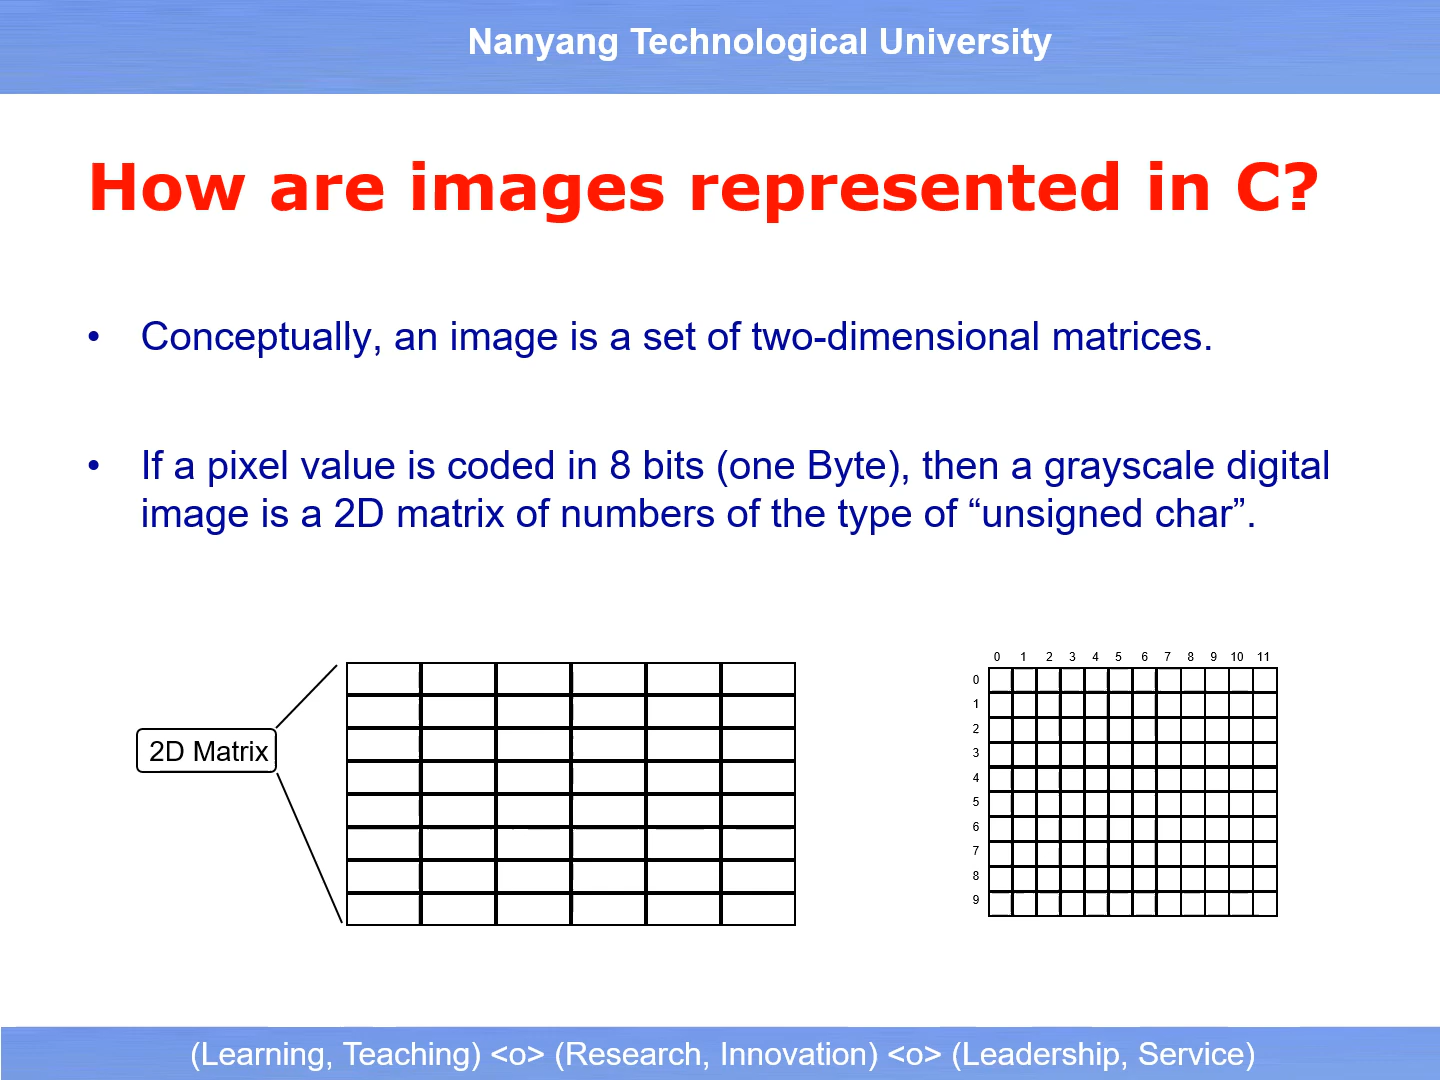 Nanyang Technological University
How are images represented in C?
• Conceptually, an image is a set of two-dimensional matrices.
• If a pixel value is coded in 8 bits (one Byte), then a grayscale digital
image is a 2D matrix of numbers of the type of “unsigned char”.
2D Matrix
0 1 2 3 4 5 6 7 8 9 10 11
0
1
2
3
4
5
6
7
8
9
(Learning, Teaching) <o> (Research, Innovation) <o> (Leadership, Service)